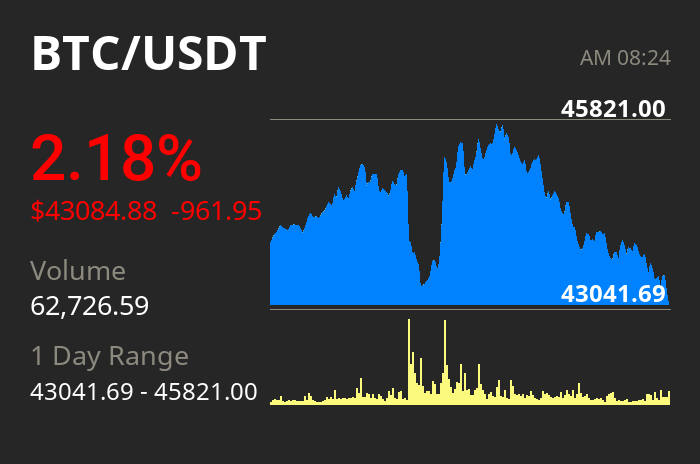 BTC/USDT
AM 08:24
45821.00
2.18%
$43084.88 -961.95
Volume
62,726.59
43041.69
1 Day Range
43041.69 - 45821.00